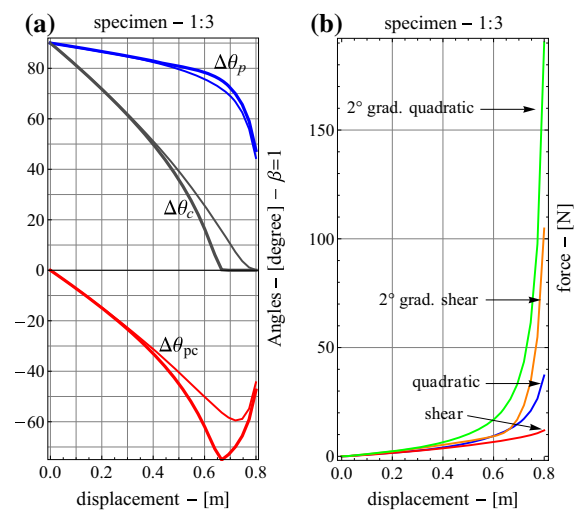 (a)
specimen – 1:3
Δθp
Δθc
Δθpc
80
60
40
20
0
−20
−40
−60
0.0 0.2 0.4 0.6 0.8
displacement – [m]
Angles – [degree] – β=1
(b)
specimen – 1:3
2° grad. quadratic
2° grad. shear
quadratic
shear
150
100
50
0
0.0 0.2 0.4 0.6 0.8
displacement – [m]
force – [N]